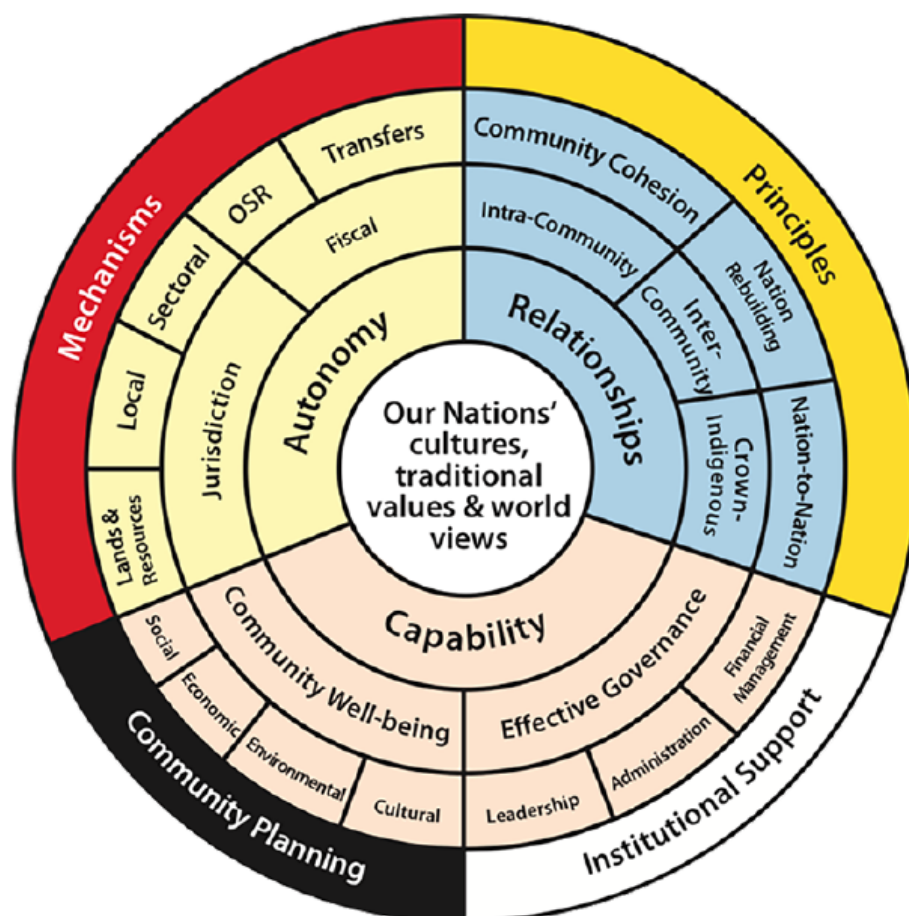 Mechanisms
Principles
Community Planning
Institutional Support
Transfers
OSR
Sectoral
Local
Lands &
Resources
Fiscal
Jurisdiction
Autonomy
Community Cohesion
Nation
Rebuilding
Nation-to-Nation
Intra-Community
Inter-
Community
Crown-
Indigenous
Relationships
Our Nations’
cultures,
traditional
values & world
views
Capability
Community Well-being
Effective Governance
Social
Economic
Environmental
Cultural
Leadership
Administration
Financial
Management